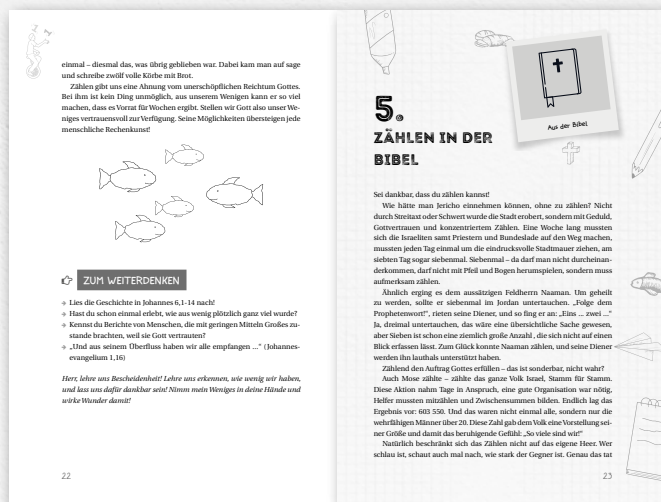 einmal – diesmal das, was übrig geblieben war. Dabei kam man auf sage
und schreibe zwölf volle Körbe mit Brot.
Zählen gibt uns eine Ahnung vom unerschöpflichen Reichtum Gottes.
Bei ihm ist kein Ding unmöglich, aus unserem Wenigen kann er so viel
machen, dass es Vorrat für Wochen ergibt. Stellen wir Gott also unser We-
niges vertrauensvoll zur Verfügung. Seine Möglichkeiten übersteigen jede
menschliche Rechenkunst!
ZUM WEITERDENKEN
→ Lies die Geschichte in Johannes 6,1-14 nach!
→ Hast du schon einmal erlebt, wie aus wenig plötzlich ganz viel wurde?
→ Kennst du Berichte von Menschen, die mit geringen Mitteln Großes zu-
stande brachten, weil sie Gott vertrauten?
→ „Und aus seinem Überfluss haben wir alle empfangen ...“ (Johannes-
evangelium 1,16)
Herr, lehre uns Bescheidenheit! Lehre uns erkennen, wie wenig wir haben,
und lass uns dafür dankbar sein! Nimm mein Weniges in deine Hände und
wirke Wunder damit!
22
Aus der Bibel
5.
ZÄHLEN IN DER
BIBEL
Sei dankbar, dass du zählen kannst!
Wie hätte man Jericho einnehmen können, ohne zu zählen? Nicht
durch Streitaxt oder Schwert wurde die Stadt erobert, sondern mit Geduld,
Gottvertrauen und konzentriertem Zählen. Eine Woche lang mussten
sich die Israeliten samt Priestern und Bundeslade auf den Weg machen,
mussten jeden Tag einmal um die eindrucksvolle Stadtmauer ziehen, am
siebten Tag sogar siebenmal. Siebenmal – da darf man nicht durcheinan-
derkommen, darf nicht mit Pfeil und Bogen herumspielen, sondern muss
aufmerksam zählen.
Ähnlich erging es dem aussätzigen Feldherrn Naaman. Um geheilt
zu werden, sollte er siebenmal im Jordan untertauchen. „Folge dem
Prophetenwort!“, rieten seine Diener, und so fing er an: „Eins ... zwei ...“
Ja, dreimal untertauchen, das wäre eine übersichtliche Sache gewesen,
aber Sieben ist schon eine ziemlich große Anzahl, die sich nicht auf einen
Blick erfassen lässt. Zum Glück konnte Naaman zählen, und seine Diener
werden ihn lauthals unterstützt haben.
Zählend den Auftrag Gottes erfüllen – das ist sonderbar, nicht wahr?
Auch Mose zählte – zählte das ganze Volk Israel, Stamm für Stamm.
Diese Aktion nahm Tage in Anspruch, eine gute Organisation war nötig,
Helfer mussten mitzählen und Zwischensummen bilden. Endlich lag das
Ergebnis vor: 603 550. Und das waren nicht einmal alle, sondern nur die
wehrfähigen Männer über 20. Diese Zahl gab dem Volk eine Vorstellung sei-
ner Größe und damit das beruhigende Gefühl: „So viele sind wir!“
Natürlich beschränkt sich das Zählen nicht auf das eigene Heer. Wer
schlau ist, schaut auch mal nach, wie stark der Gegner ist. Genau das tat
23